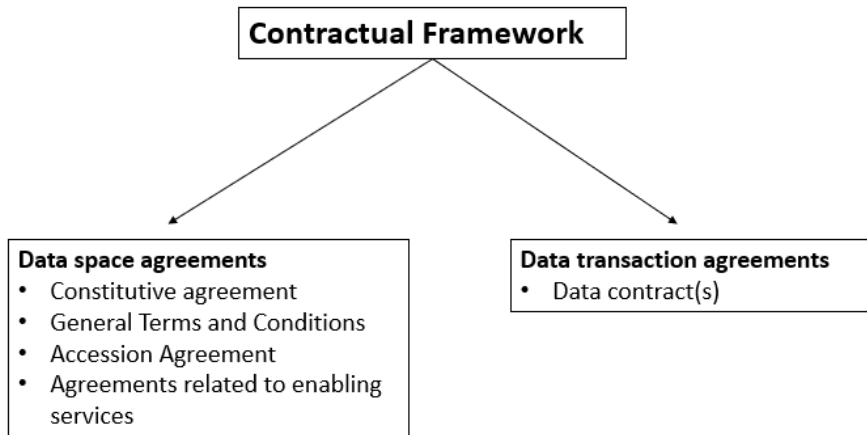 Contractual Framework
Data space agreements
• Constitutive agreement
• General Terms and Conditions
• Accession Agreement
• Agreements related to enabling
services
Data transaction agreements
• Data contract(s)